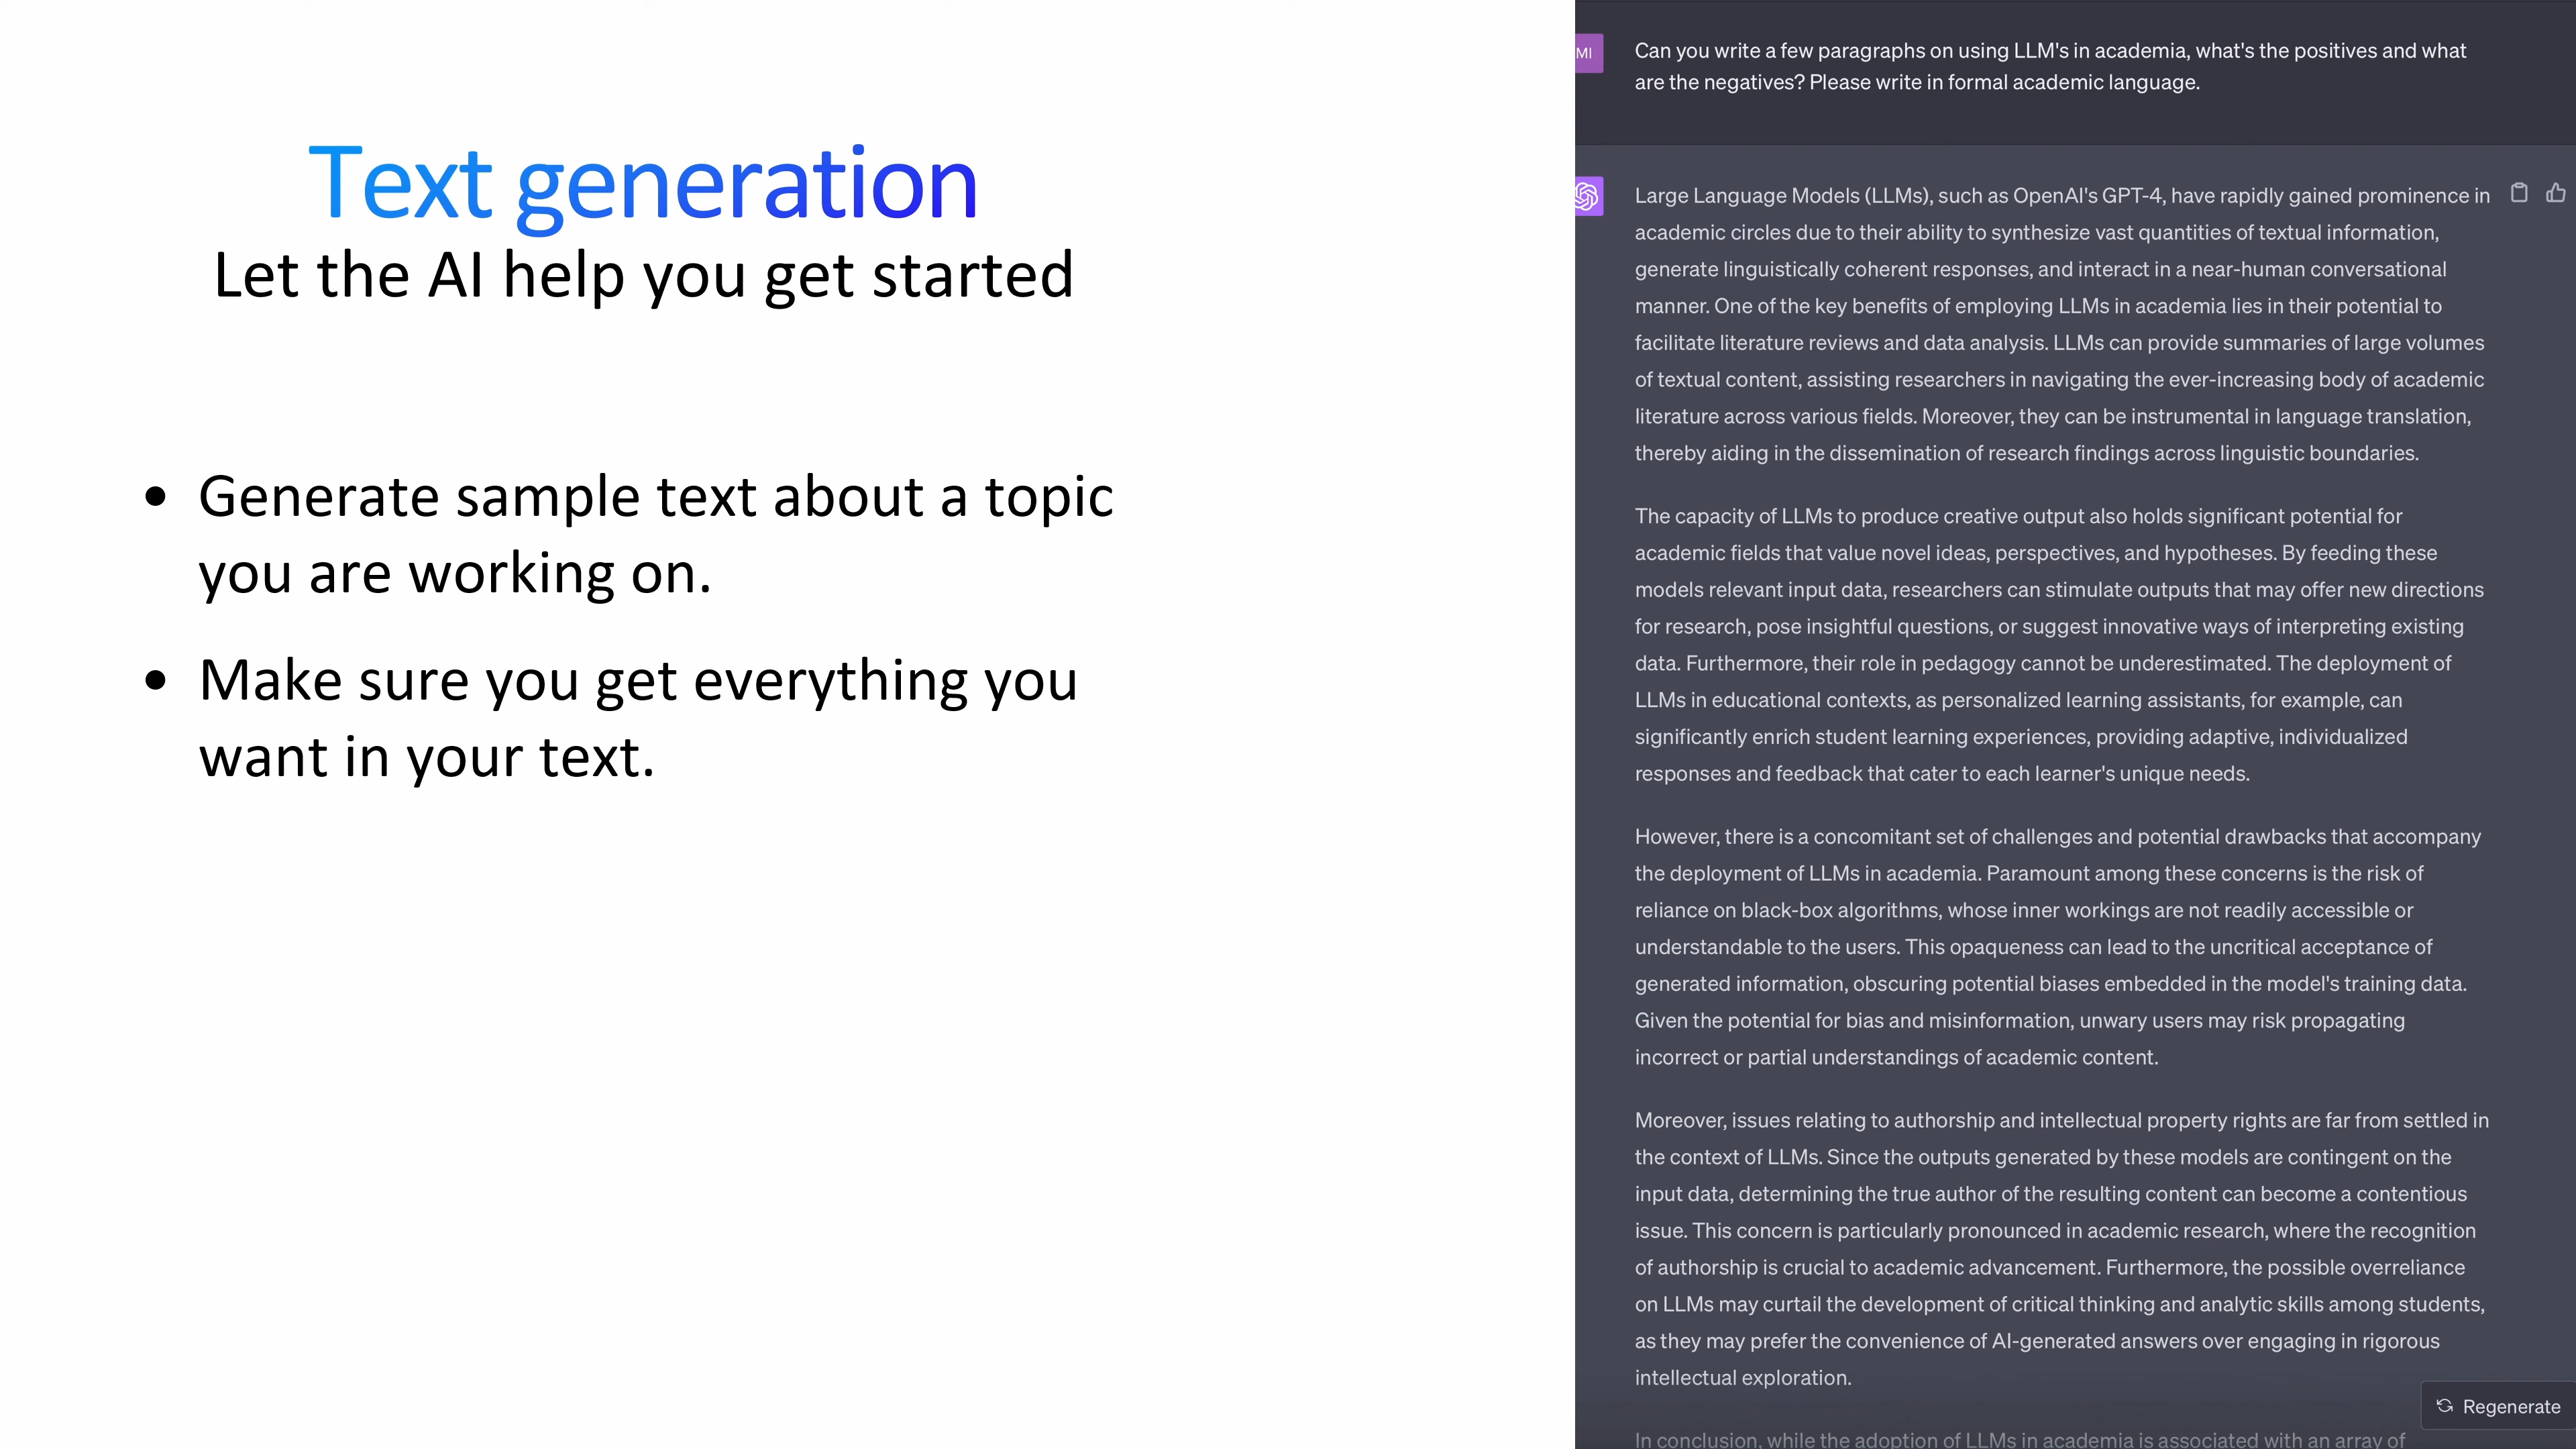 Text generation
Let the AI help you get started
• Generate sample text about a topic
you are working on.
• Make sure you get everything you
want in your text.
MI
Can you write a few paragraphs on using LLM's in academia, what's the positives and what
are the negatives? Please write in formal academic language.
Large Language Models (LLMs), such as OpenAI's GPT-4, have rapidly gained prominence in
academic circles due to their ability to synthesize vast quantities of textual information,
generate linguistically coherent responses, and interact in a near-human conversational
manner. One of the key benefits of employing LLMs in academia lies in their potential to
facilitate literature reviews and data analysis. LLMs can provide summaries of large volumes
of textual content, assisting researchers in navigating the ever-increasing body of academic
literature across various fields. Moreover, they can be instrumental in language translation,
thereby aiding in the dissemination of research findings across linguistic boundaries.
The capacity of LLMs to produce creative output also holds significant potential for
academic fields that value novel ideas, perspectives, and hypotheses. By feeding these
models relevant input data, researchers can stimulate outputs that may offer new directions
for research, pose insightful questions, or suggest innovative ways of interpreting existing
data. Furthermore, their role in pedagogy cannot be underestimated. The deployment of
LLMs in educational contexts, as personalized learning assistants, for example, can
significantly enrich student learning experiences, providing adaptive, individualized
responses and feedback that cater to each learner's unique needs.
However, there is a concomitant set of challenges and potential drawbacks that accompany
the deployment of LLMs in academia. Paramount among these concerns is the risk of
reliance on black-box algorithms, whose inner workings are not readily accessible or
understandable to the users. This opaqueness can lead to the uncritical acceptance of
generated information, obscuring potential biases embedded in the model's training data.
Given the potential for bias and misinformation, unwary users may risk propagating
incorrect or partial understandings of academic content.
Moreover, issues relating to authorship and intellectual property rights are far from settled in
the context of LLMs. Since the outputs generated by these models are contingent on the
input data, determining the true author of the resulting content can become a contentious
issue. This concern is particularly pronounced in academic research, where the recognition
of authorship is crucial to academic advancement. Furthermore, the possible overreliance
on LLMs may curtail the development of critical thinking and analytic skills among students,
as they may prefer the convenience of AI-generated answers over engaging in rigorous
intellectual exploration.
Regenerate
In conclusion, while the adoption of LLMs in academia is associated with an array of